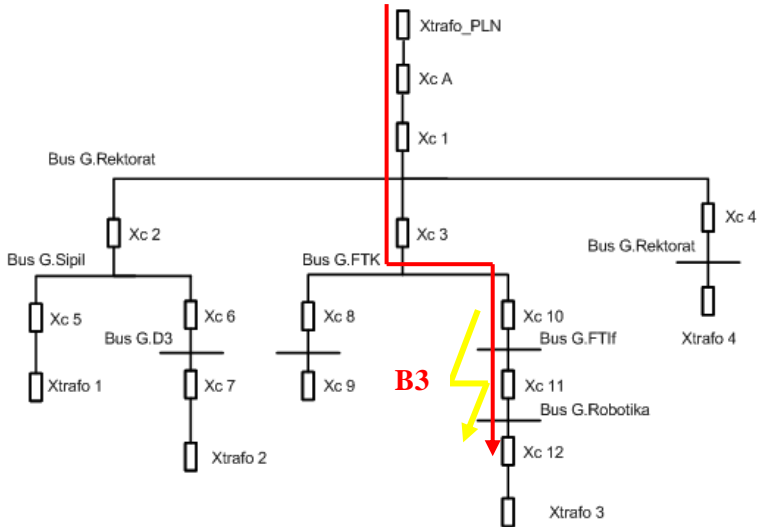 Xtrafo_PLN
Xc A
Xc 1
Bus G.Rektorat
Xc 2
Xc 3
Xc 4
Bus G.Sipil
Bus G.FTK
Bus G.Rektorat
Xc 5
Xc 6
Xc 8
Xc 10
Bus G.D3
Bus G.FTIf
Xtrafo 4
Xtrafo 1
Xc 7
Xc 9
B3
Xc 11
Bus G.Robotika
Xtrafo 2
Xc 12
Xtrafo 3